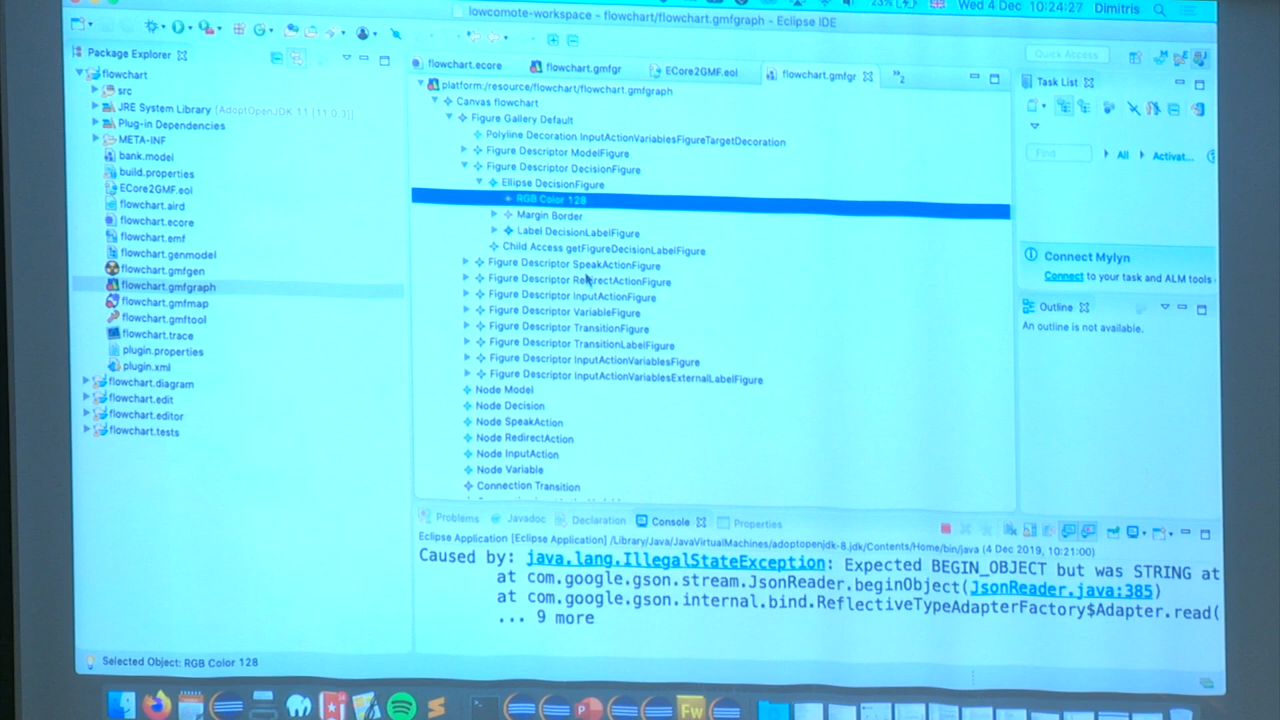 23%
Wed 4 Dec 10:24:27 Dimitris
lowcomote-workspace - flowchart/flowchart.gmfgraph - Eclipse IDE
Quick Access
Package Explorer
flowchart
src
JRE System Library [AdoptOpenJDK 11 [11.0.3]]
Plug-in Dependencies
META-INF
bank.model
build.properties
ECore2GMF.eol
flowchart.aird
flowchart.ecore
flowchart.emf
flowchart.genmodel
flowchart.gmfgen
flowchart.gmfgraph
flowchart.gmfmap
flowchart.gmftool
flowchart.trace
plugin.properties
plugin.xml
flowchart.diagram
flowchart.edit
flowchart.editor
flowchart.tests
flowchart.ecore
flowchart.gmfgr
ECore2GMF.eol
flowchart.gmfgr
»2
platform:/resource/flowchart/flowchart.gmfgraph
Canvas flowchart
Figure Gallery Default
Polyline Decoration InputActionVariablesFigureTargetDecoration
Figure Descriptor ModelFigure
Figure Descriptor DecisionFigure
Ellipse DecisionFigure
RGB Color 128
Margin Border
Label DecisionLabelFigure
Child Access getFigureDecisionLabelFigure
Figure Descriptor SpeakActionFigure
Figure Descriptor RedirectActionFigure
Figure Descriptor InputActionFigure
Figure Descriptor VariableFigure
Figure Descriptor TransitionFigure
Figure Descriptor TransitionLabelFigure
Figure Descriptor InputActionVariablesFigure
Figure Descriptor InputActionVariablesExternalLabelFigure
Node Model
Node Decision
Node SpeakAction
Node RedirectAction
Node InputAction
Node Variable
Connection Transition
Task List
Find
All
Activat...
Connect Mylyn
Connect to your task and ALM tools
Outline
An outline is not available.
Problems
Javadoc
Declaration
Console
Properties
Eclipse Application [Eclipse Application] /Library/Java/JavaVirtualMachines/adoptopenjdk-8.jdk/Contents/Home/bin/java (4 Dec 2019, 10:21:00)
Caused by: java.lang.IllegalStateException: Expected BEGIN_OBJECT but was STRING at
at com.google.gson.stream.JsonReader.beginObject(JsonReader.java:385)
at com.google.gson.internal.bind.ReflectiveTypeAdapterFactory$Adapter.read(
... 9 more
Selected Object: RGB Color 128
Fw